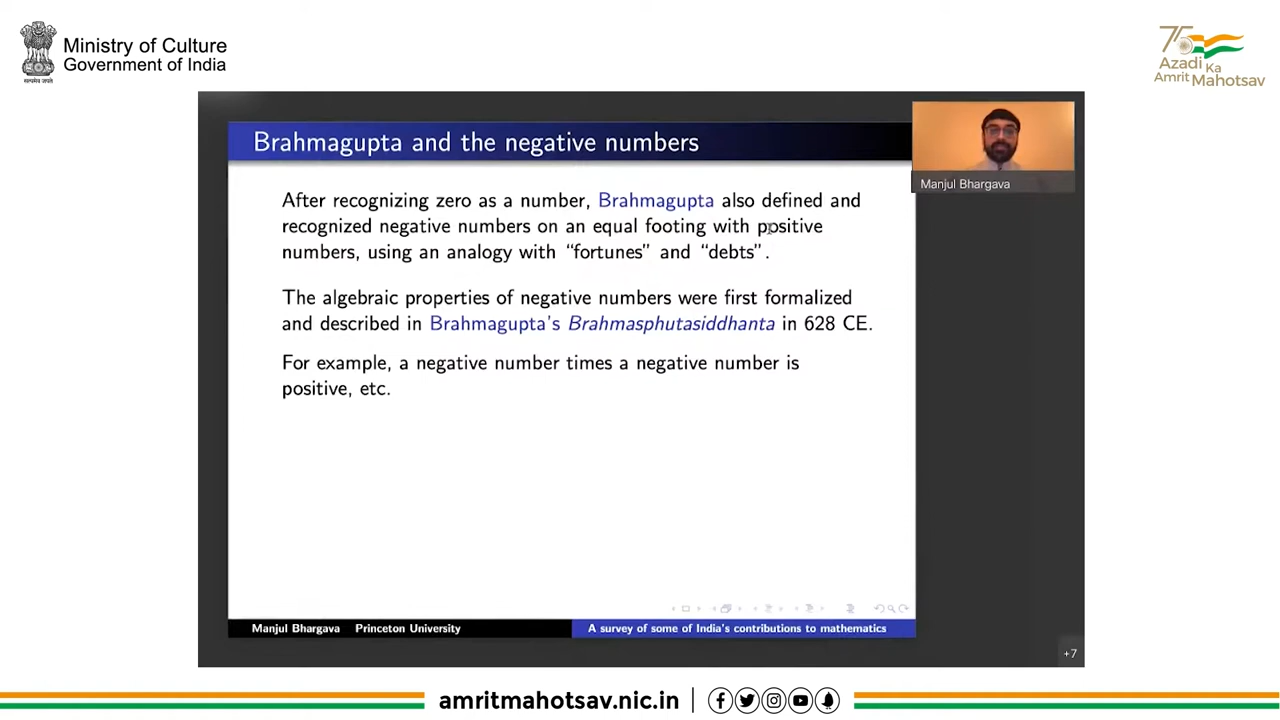 Ministry of Culture
Government of India
75
Azadi
Ka
Amrit Mahotsav
Brahmagupta and the negative numbers
Manjul Bhargava
After recognizing zero as a number, Brahmagupta also defined and
recognized negative numbers on an equal footing with positive
numbers, using an analogy with “fortunes” and “debts”.
The algebraic properties of negative numbers were first formalized
and described in Brahmagupta’s Brahmasphutasiddhanta in 628 CE.
For example, a negative number times a negative number is
positive, etc.
Manjul Bhargava Princeton University
A survey of some of India’s contributions to mathematics
+7
amritmahotsav.nic.in